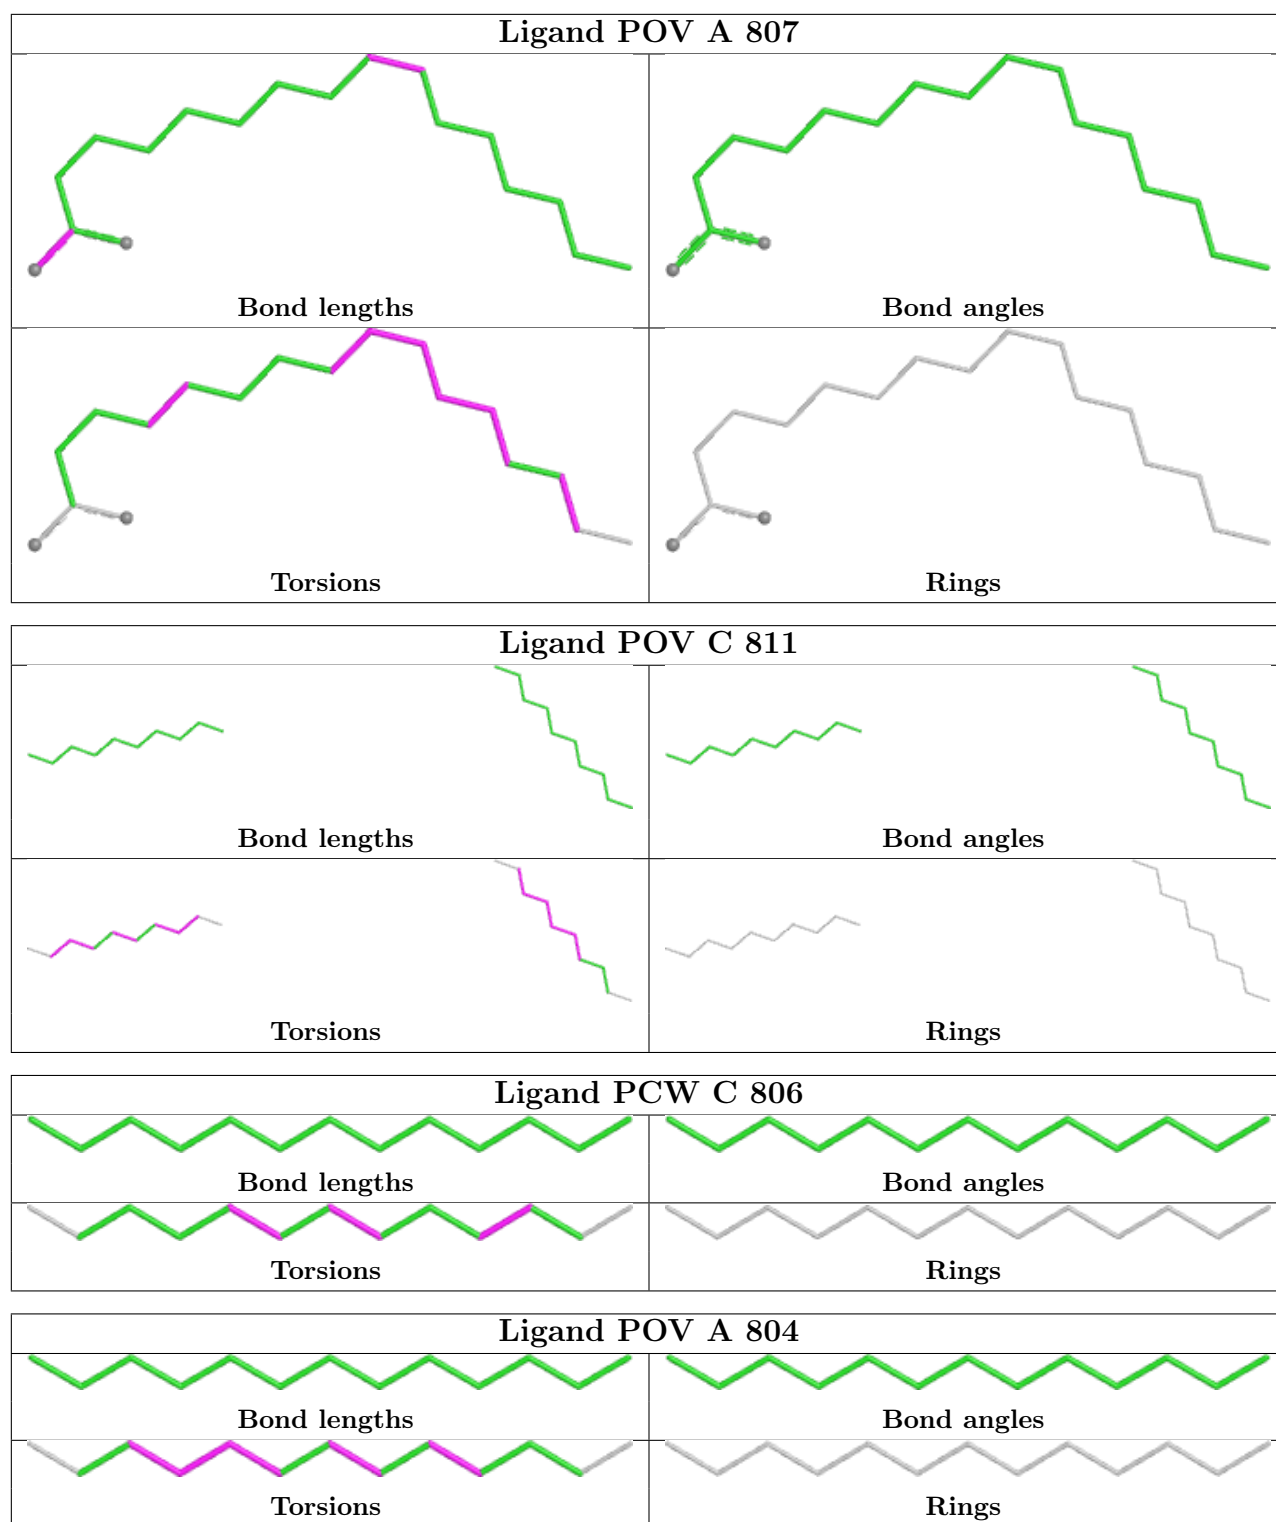 Ligand POV A 807
Bond lengths
Bond angles
Torsions
Rings
Ligand POV C 811
Bond lengths
Bond angles
Torsions
Rings
Ligand PCW C 806
Bond lengths
Bond angles
Torsions
Rings
Ligand POV A 804
Bond lengths
Bond angles
Torsions
Rings